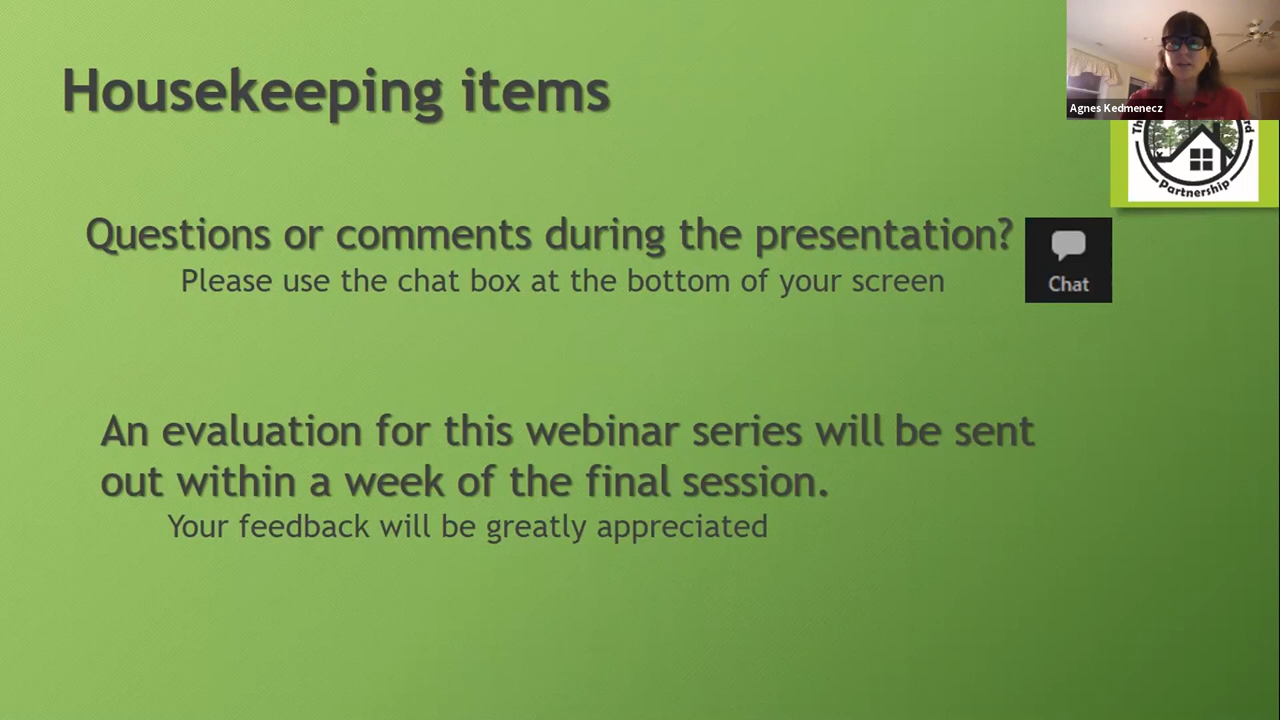 Housekeeping items
Agnes Kedmenecz
Partnership
Questions or comments during the presentation?
Please use the chat box at the bottom of your screen
Chat
An evaluation for this webinar series will be sent
out within a week of the final session.
Your feedback will be greatly appreciated